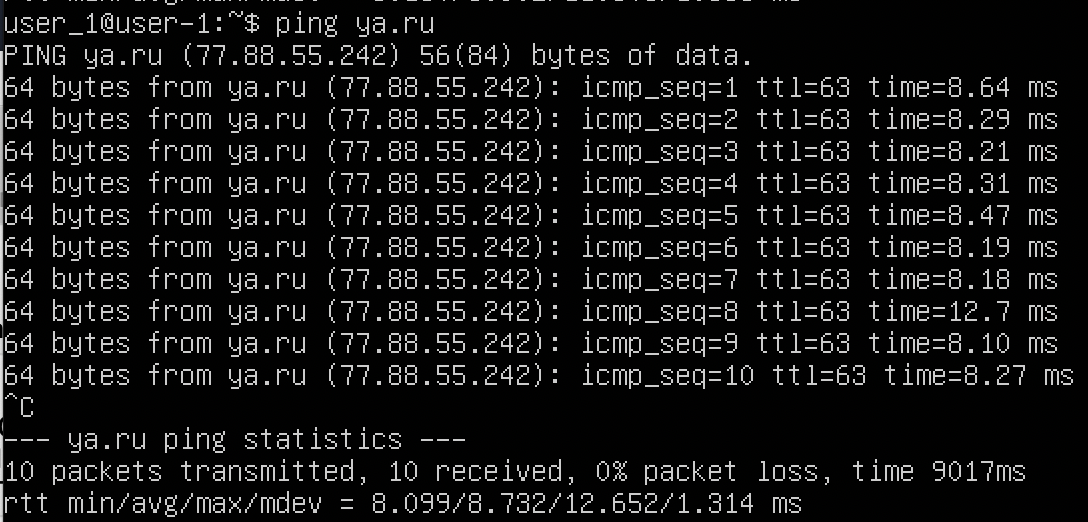 user_1@user-1:~$ ping ya.ru
PING ya.ru (77.88.55.242) 56(84) bytes of data.
64 bytes from ya.ru (77.88.55.242): icmp_seq=1 ttl=63 time=8.64 ms
64 bytes from ya.ru (77.88.55.242): icmp_seq=2 ttl=63 time=8.29 ms
64 bytes from ya.ru (77.88.55.242): icmp_seq=3 ttl=63 time=8.21 ms
64 bytes from ya.ru (77.88.55.242): icmp_seq=4 ttl=63 time=8.31 ms
64 bytes from ya.ru (77.88.55.242): icmp_seq=5 ttl=63 time=8.47 ms
64 bytes from ya.ru (77.88.55.242): icmp_seq=6 ttl=63 time=8.19 ms
64 bytes from ya.ru (77.88.55.242): icmp_seq=7 ttl=63 time=8.18 ms
64 bytes from ya.ru (77.88.55.242): icmp_seq=8 ttl=63 time=12.7 ms
64 bytes from ya.ru (77.88.55.242): icmp_seq=9 ttl=63 time=8.10 ms
64 bytes from ya.ru (77.88.55.242): icmp_seq=10 ttl=63 time=8.27 ms
^C
--- ya.ru ping statistics ---
10 packets transmitted, 10 received, 0% packet loss, time 9017ms
rtt min/avg/max/mdev = 8.099/8.732/12.652/1.314 ms